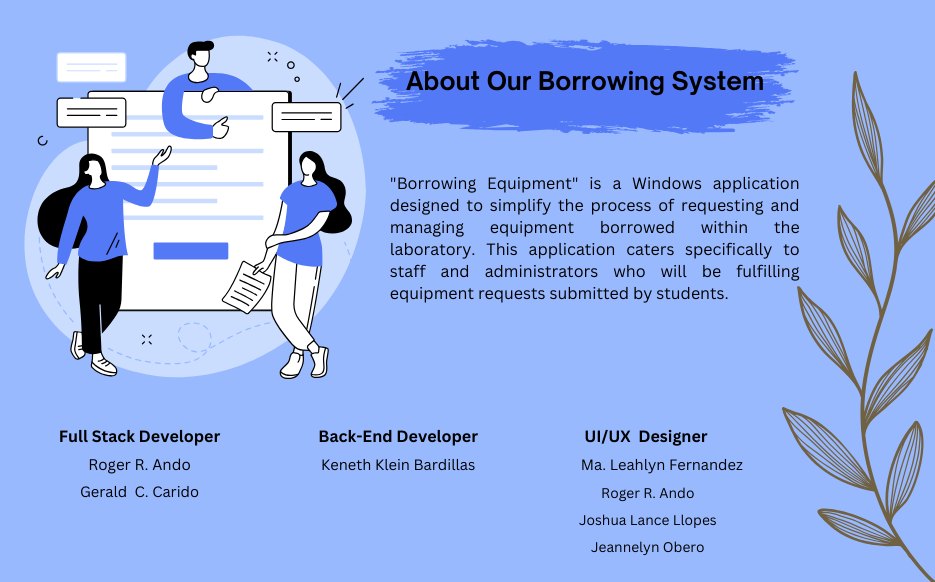 About Our Borrowing System
"Borrowing Equipment" is a Windows application
designed to simplify the process of requesting and
managing equipment borrowed within the
laboratory. This application caters specifically to
staff and administrators who will be fulfilling
equipment requests submitted by students.
Full Stack Developer
Roger R. Ando
Gerald C. Carido
Back-End Developer
Keneth Klein Bardillas
UI/UX Designer
Ma. Leahlyn Fernandez
Roger R. Ando
Joshua Lance Llopes
Jeannelyn Obero